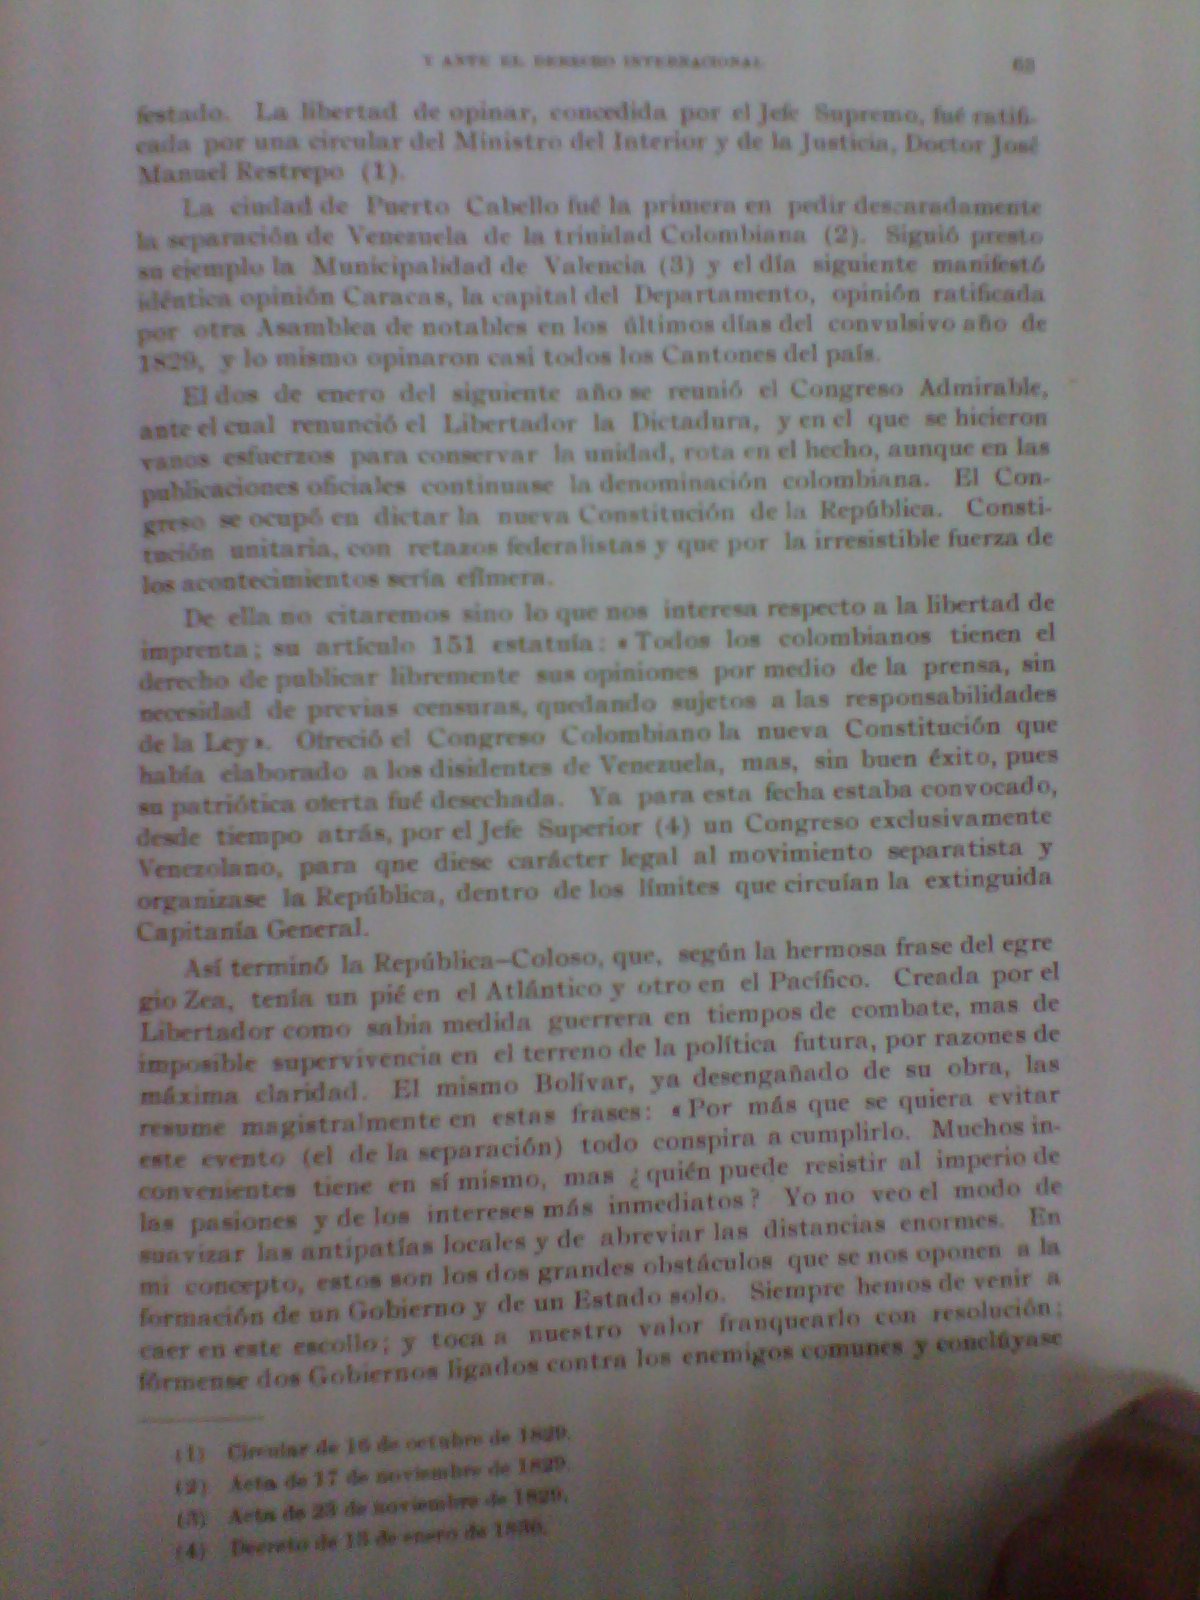 Y ANTE EL DERECHO INTERNACIONAL 63
festado. La libertad de opinar, concedida por el Jefe Supremo, fué ratifi-
cada por una circular del Ministro del Interior y de la Justicia, Doctor José
Manuel Restrepo (1).
La ciudad de Puerto Cabello fué la primera en pedir descaradamente
la separación de Venezuela de la trinidad Colombiana (2). Siguió presto
su ejemplo la Municipalidad de Valencia (3) y el día siguiente manifestó
idéntica opinión Caracas, la capital del Departamento, opinión ratificada
por otra Asamblea de notables en los últimos días del convulsivo año de
1829, y lo mismo opinaron casi todos los Cantones del país.
El dos de enero del siguiente año se reunió el Congreso Admirable,
ante el cual renunció el Libertador la Dictadura, y en el que se hicieron
vanos esfuerzos para conservar la unidad, rota en el hecho, aunque en las
publicaciones oficiales continuase la denominación colombiana. El Con-
greso se ocupó en dictar la nueva Constitución de la República. Consti-
tución unitaria, con retazos federalistas y que por la irresistible fuerza de
los acontecimientos sería efímera.
De ella no citaremos sino lo que nos interesa respecto a la libertad de
imprenta; su artículo 151 estatuía: «Todos los colombianos tienen el
derecho de publicar libremente sus opiniones por medio de la prensa, sin
necesidad de previas censuras, quedando sujetos a las responsabilidades
de la Ley». Ofreció el Congreso Colombiano la nueva Constitución que
había elaborado a los disidentes de Venezuela, mas, sin buen éxito, pues
su patriótica oferta fué desechada. Ya para esta fecha estaba convocado,
desde tiempo atrás, por el Jefe Superior (4) un Congreso exclusivamente
Venezolano, para que diese carácter legal al movimiento separatista y
organizase la República, dentro de los límites que circuían la extinguida
Capitanía General.
Así terminó la República—Coloso, que, según la hermosa frase del egre
gio Zea, tenía un pié en el Atlántico y otro en el Pacífico. Creada por el
Libertador como sabia medida guerrera en tiempos de combate, mas de
imposible supervivencia en el terreno de la política futura, por razones de
máxima claridad. El mismo Bolívar, ya desengañado de su obra, las
resume magistralmente en estas frases: «Por más que se quiera evitar
este evento (el de la separación) todo conspira a cumplirlo. Muchos in-
convenientes tiene en sí mismo, mas ¿quién puede resistir al imperio de
las pasiones y de los intereses más inmediatos? Yo no veo el modo de
suavizar las antipatías locales y de abreviar las distancias enormes. En
mi concepto, estos son los dos grandes obstáculos que se nos oponen a la
formación de un Gobierno y de un Estado solo. Siempre hemos de venir a
caer en este escollo; y toca a nuestro valor franquearlo con resolución;
fórmense dos Gobiernos ligados contra los enemigos comunes y conclúyase
(1) Circular de 16 de octubre de 1829.
(2) Acta de 17 de noviembre de 1829.
(3) Acta de 23 de noviembre de 1829.
(4) Decreto de 13 de enero de 1830.